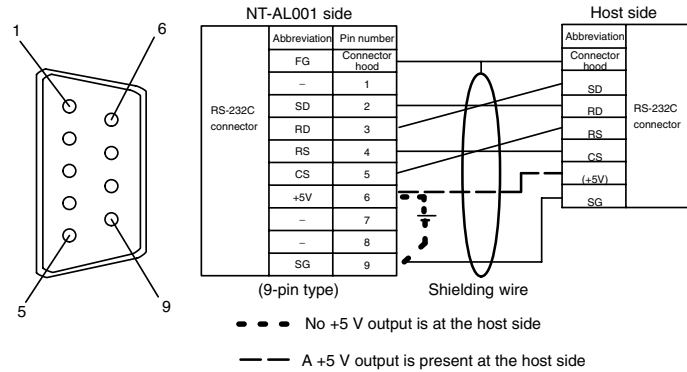 NT-AL001 side
Host side
1
6
5
9
RS-232C
connector
Abbreviation Pin number
FG Connector
hood
– 1
SD 2
RD 3
RS 4
CS 5
+5V 6
– 7
– 8
SG 9
(9-pin type)
Shielding wire
Abbreviation
Connector
hood
SD
RD
RS
CS
(+5V)
SG
RS-232C
connector
No +5 V output is at the host side
A +5 V output is present at the host side